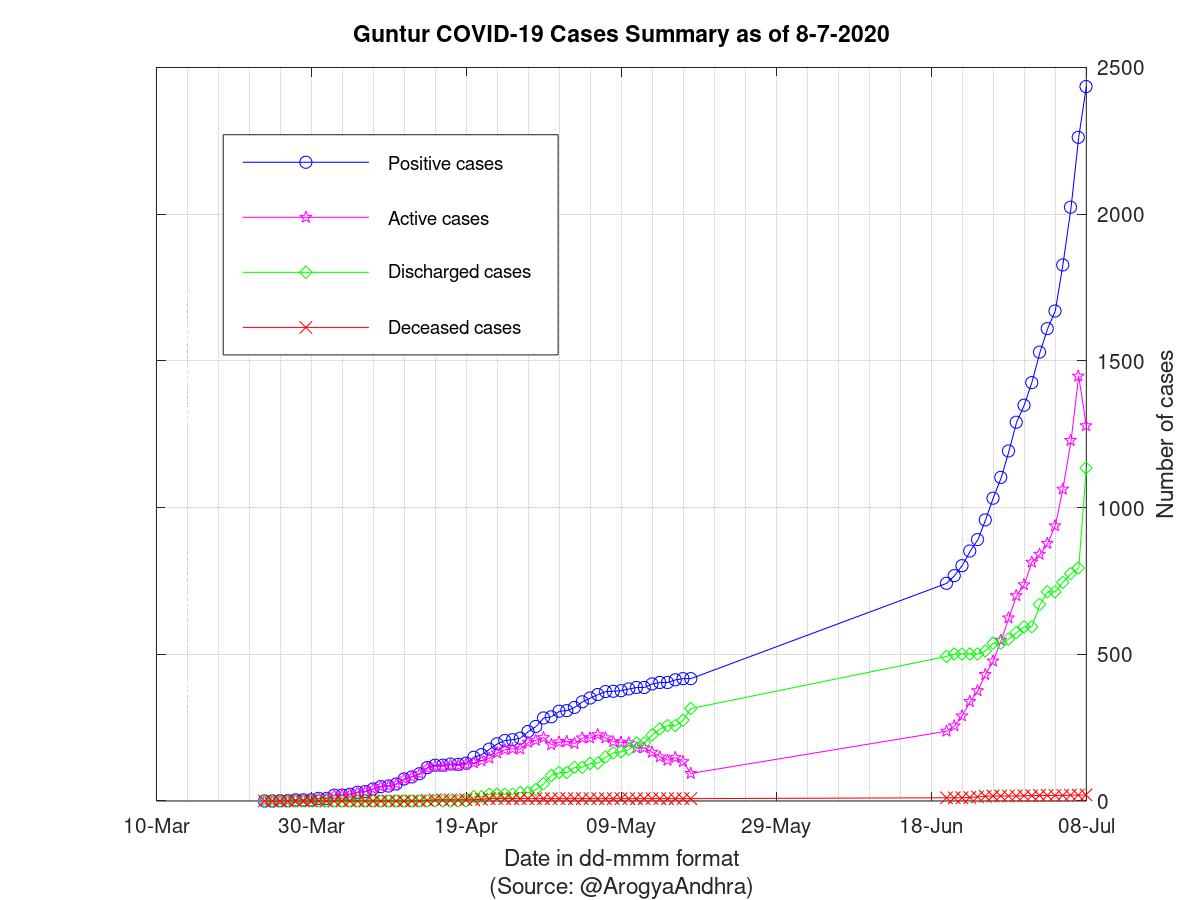 Guntur COVID-19 Cases Summary as of 8-7-2020
Positive cases
Active cases
Discharged cases
Deceased cases
2500
2000
1500
1000
500
0
Number of cases
10-Mar 30-Mar 19-Apr 09-May 29-May 18-Jun 08-Jul
Date in dd-mmm format
(Source: @ArogyaAndhra)